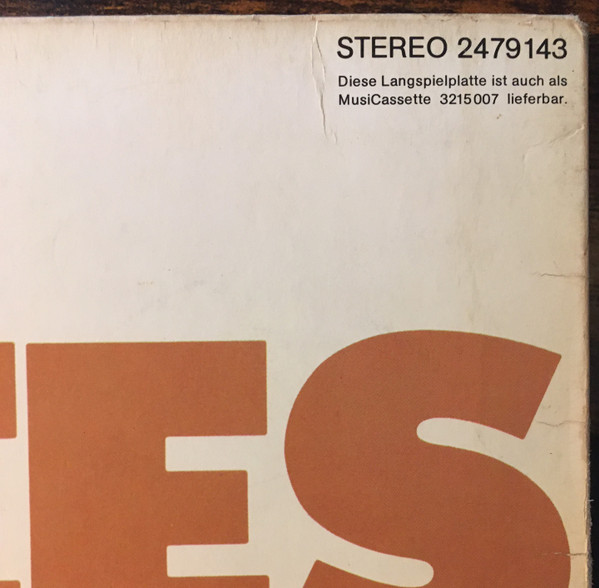 STEREO 2479143
Diese Langspielplatte ist auch als
MusiCassette 3215007 lieferbar.
ES